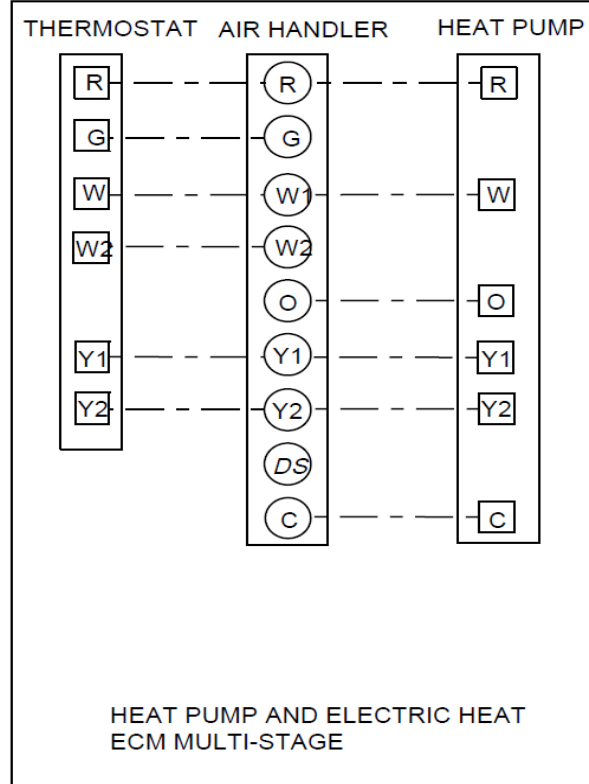 THERMOSTAT AIR HANDLER HEAT PUMP
R R R
G G
W W1 W
W2 W2
O O
Y1 Y1 Y1
Y2 Y2 Y2
DS
C C
HEAT PUMP AND ELECTRIC HEAT
ECM MULTI-STAGE